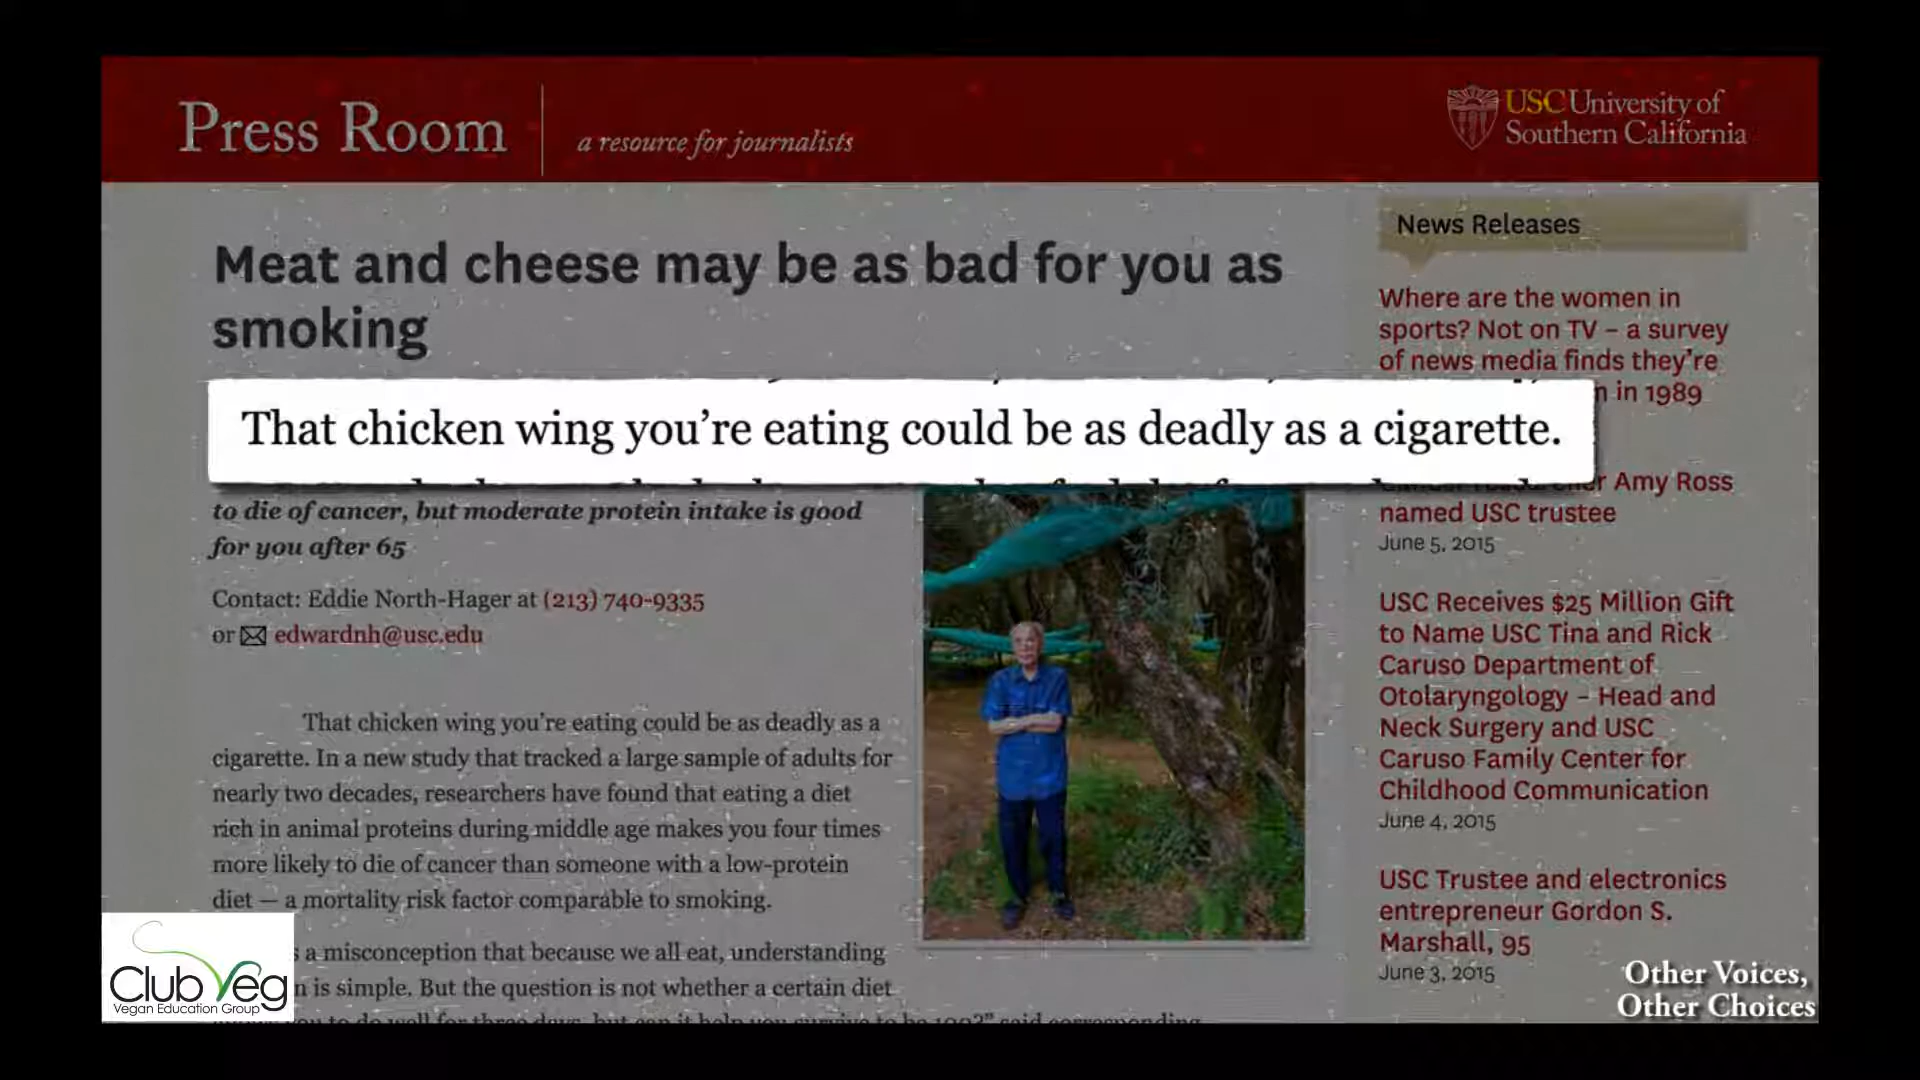 Press Room
a resource for journalists
USC University of
Southern California
Meat and cheese may be as bad for you as
smoking
That chicken wing you're eating could be as deadly as a cigarette.
to die of cancer, but moderate protein intake is good
for you after 65
Contact: Eddie North-Hager at (213) 740-9335
or edwardnh@usc.edu
That chicken wing you're eating could be as deadly as a
cigarette. In a new study that tracked a large sample of adults for
nearly two decades, researchers have found that eating a diet
rich in animal proteins during middle age makes you four times
more likely to die of cancer than someone with a low-protein
diet — a mortality risk factor comparable to smoking.
a misconception that because we all eat, understanding
is simple. But the question is not whether a certain diet
News Releases
Where are the women in
sports? Not on TV – a survey
of news media finds they're
in 1989
Amy Ross
named USC trustee
June 5, 2015
USC Receives $25 Million Gift
to Name USC Tina and Rick
Caruso Department of
Otolaryngology – Head and
Neck Surgery and USC
Caruso Family Center for
Childhood Communication
June 4, 2015
USC Trustee and electronics
entrepreneur Gordon S.
Marshall, 95
June 3, 2015
Club Veg
Vegan Education Group
Other Voices,
Other Choices